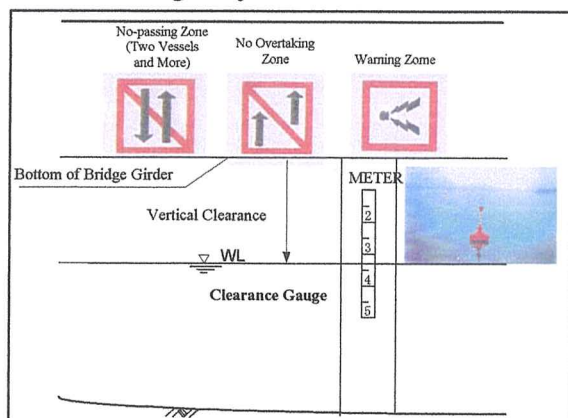 No-passing Zone
(Two Vessels
and More)
No Overtaking
Zone
Warning Zome
Bottom of Bridge Girder
METER
Vertical Clearance
2
3
WL
4
Clearance Gauge
5